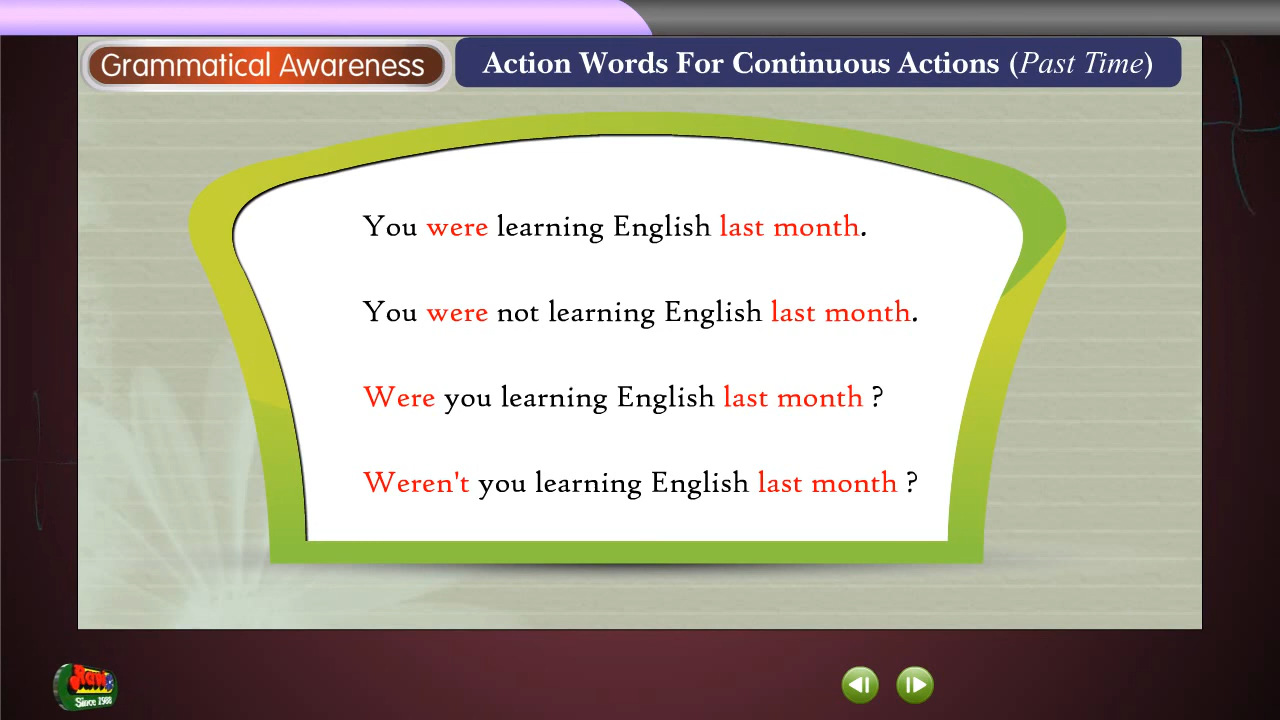 Grammatical Awareness
Action Words For Continuous Actions (Past Time)
You were learning English last month.
You were not learning English last month.
Were you learning English last month ?
Weren't you learning English last month ?
Since 1988